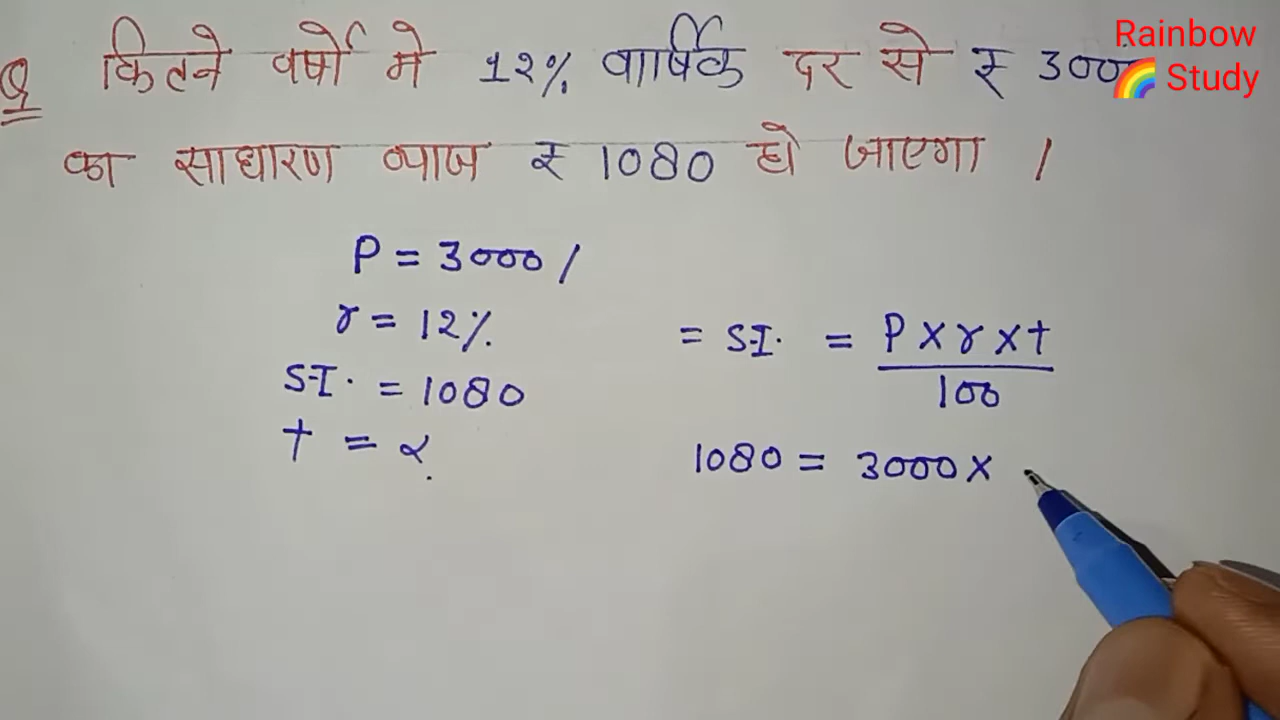 Q कितने वर्षो मे 12% वार्षिक दर से ₹ 3000
का साधारण ब्याज ₹ 1080 हो जाएगा ।
Rainbow
Study
P = 3000/
r = 12%
S.I. = 1080
t = ?
= S.I. = P × r × t
100
1080 = 3000 ×